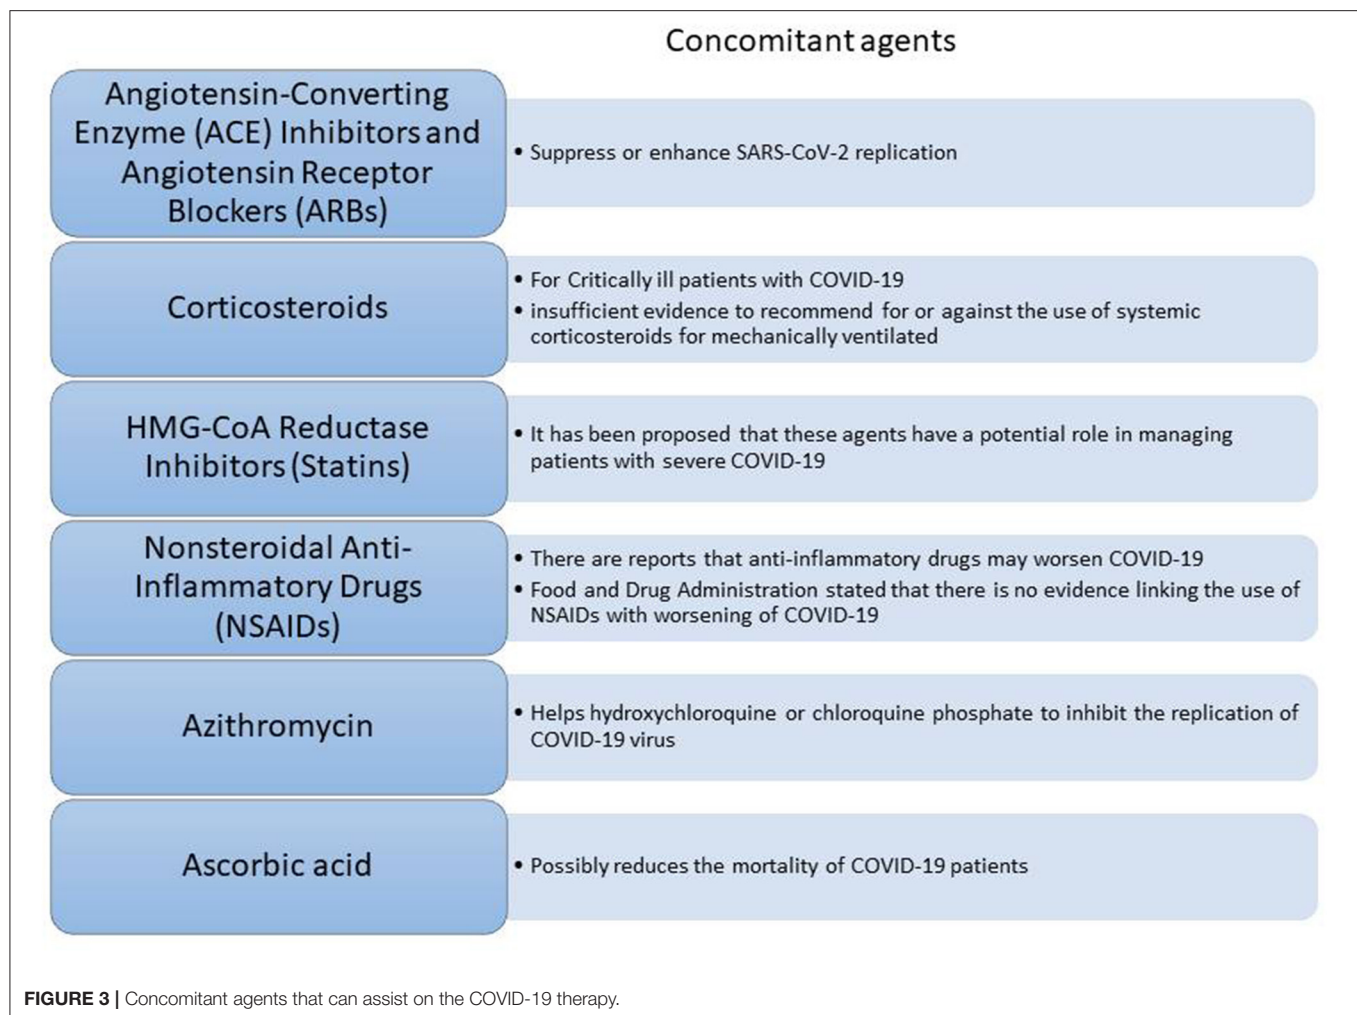 Concomitant agents
Angiotensin-Converting
Enzyme (ACE) Inhibitors and
Angiotensin Receptor
Blockers (ARBs)
• Suppress or enhance SARS-CoV-2 replication
Corticosteroids
• For Critically ill patients with COVID-19
• insufficient evidence to recommend for or against the use of systemic
corticosteroids for mechanically ventilated
HMG-CoA Reductase
Inhibitors (Statins)
• It has been proposed that these agents have a potential role in managing
patients with severe COVID-19
Nonsteroidal Anti-
Inflammatory Drugs
(NSAIDs)
• There are reports that anti-inflammatory drugs may worsen COVID-19
• Food and Drug Administration stated that there is no evidence linking the use of
NSAIDs with worsening of COVID-19
Azithromycin
• Helps hydroxychloroquine or chloroquine phosphate to inhibit the replication of
COVID-19 virus
Ascorbic acid
• Possibly reduces the mortality of COVID-19 patients
FIGURE 3 | Concomitant agents that can assist on the COVID-19 therapy.